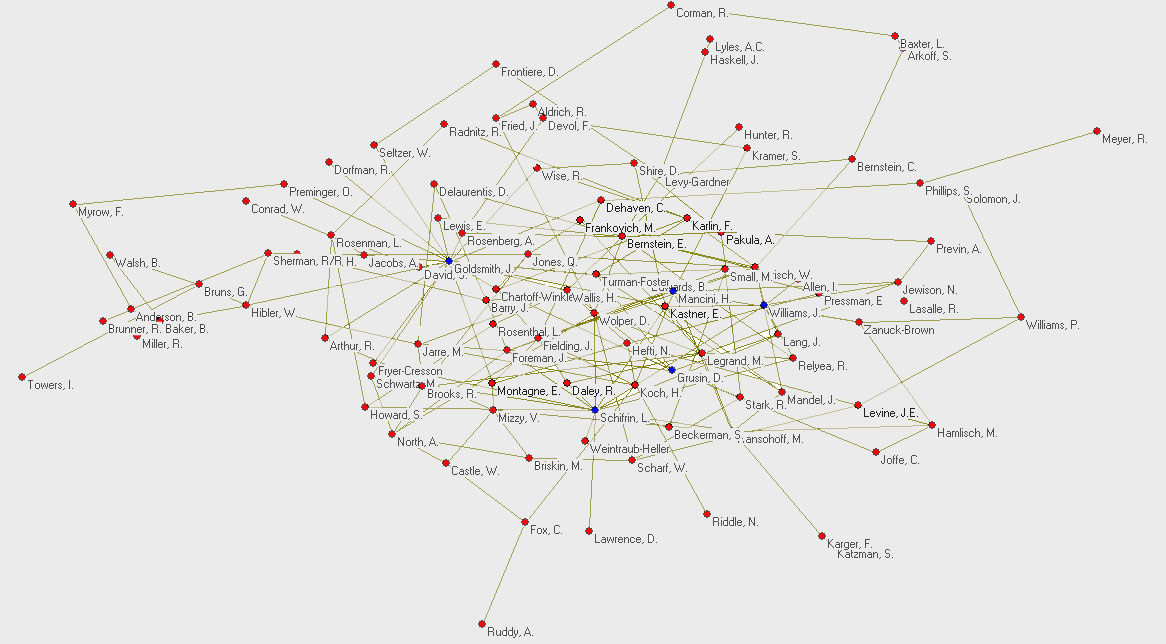 Corman, R.
Baxter, L.
Lyles, A.C.
Arkoff, S.
Haskell, J.
Frontiere, D.
Aldrich, R.
Fried, J.
Devol, F.
Radnitz, R.
Hunter, R.
Meyer, R.
Seltzer, W.
Kramer, S.
Dorfman, R.
Shire, D.
Bernstein, C.
Wise, R.
Levy-Gardner
Preminger, O.
Delaurentis, D.
Phillips, S.
Solomon, J.
Conrad, W.
Myrow, F.
Dehaven, C.
Lewis, E.
Frankovich, M.
Karlin, F.
Rosenman, L.
Rosenberg, A.
Bernstein, E.
Pakula, A.
Previn, A.
Walsh, B.
Sherman, R/R. H.
Jacobs, A.
Jones, Q.
David, S.
Goldsmith, J.
Small, M.
Turman-Foster
Allen, I.
Jewison, N.
Bruns, G.
Chartoff-Winkle
Wallis, H.
Mancini, H.
Pressman, E
Barry, J.
Lasalle, R.
Hibler, W.
Kastner, E.
Williams, J.
Anderson, B.
Wolper, D.
Williams, P.
Brunner, R.
Baker, B.
Rosenthal, L.
Zanuck-Brown
Miller, R.
Arthur, R.
Jarre, M.
Fielding, J.
Hefti, N.
Lang, J.
Foreman, J.
Legrand, M.
Relyea, R.
Fryer-Cresson
Grusin, D.
Towers, I.
Schwartz, M
Brooks, R.
Montagne, E.
Daley, R.
Koch, H.
Mandel, J.
Stark, R.
Howard, S.
Mizzy, V.
Schifrin, L.
Levine, J.E.
North, A.
Beckerman, S.
Hamlisch, M.
Weintraub-Heller
Joffe, C.
Castle, W.
Briskin, M.
Scharf, W.
Riddle, N.
Fox, C.
Lawrence, D.
Karger, F.
Katzman, S.
Ruddy, A.